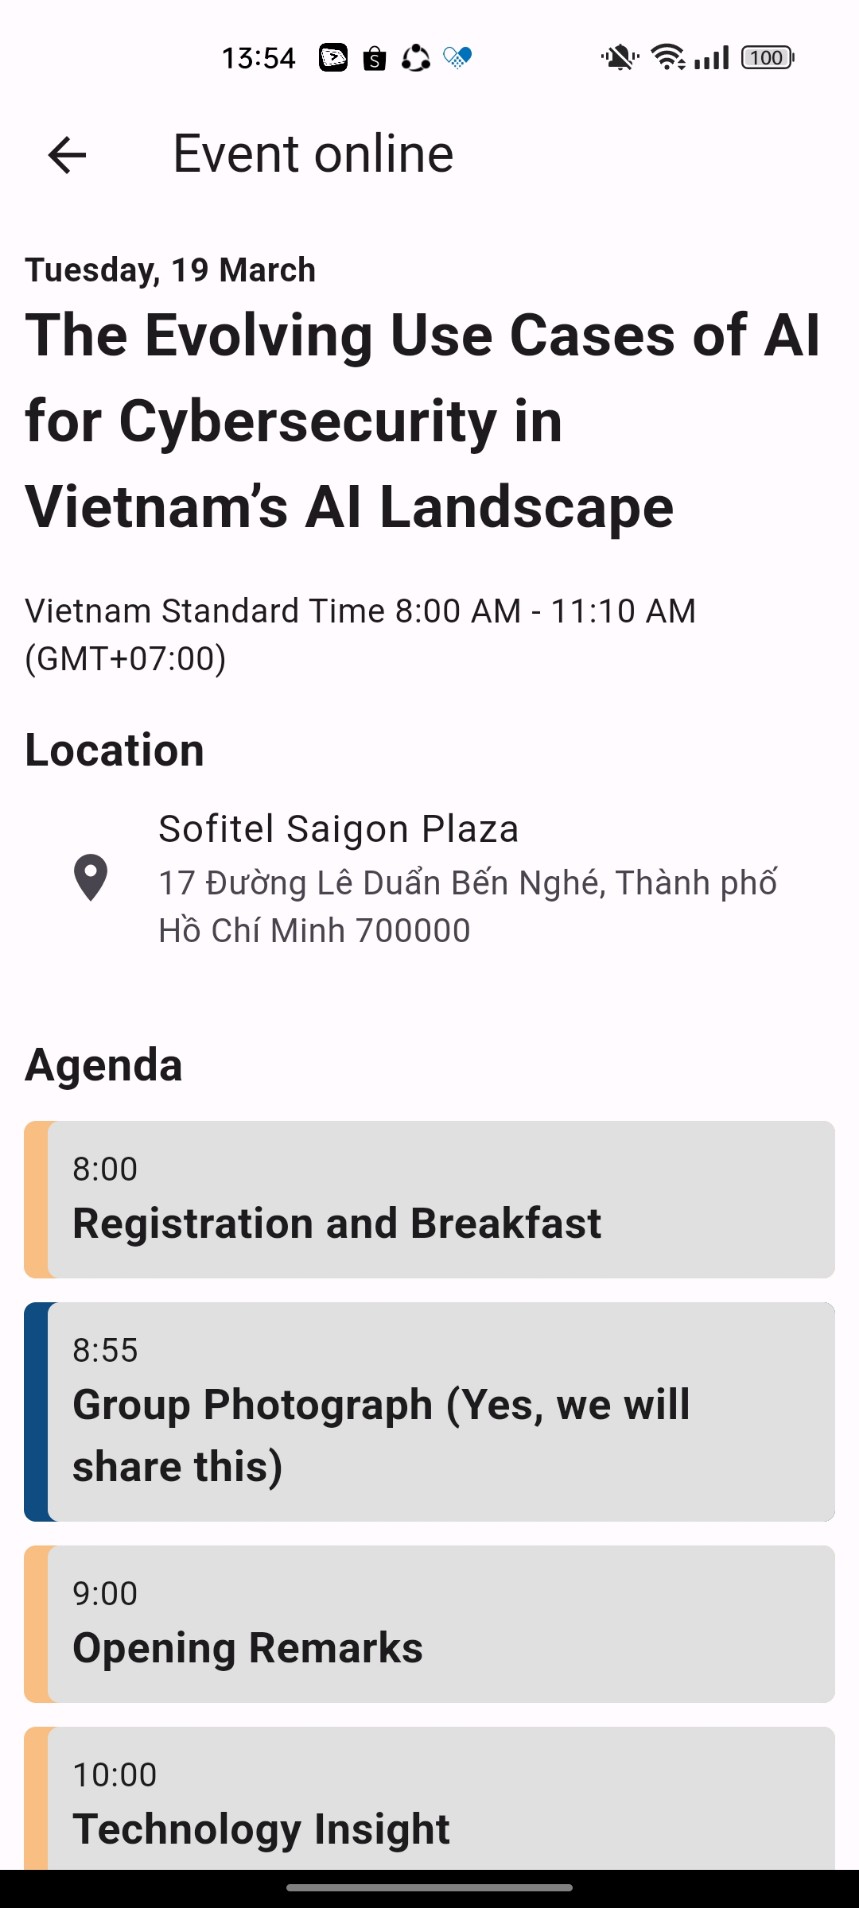 13:54
S
100
Event online
Tuesday, 19 March
The Evolving Use Cases of AI
for Cybersecurity in
Vietnam’s AI Landscape
Vietnam Standard Time 8:00 AM - 11:10 AM
(GMT+07:00)
Location
Sofitel Saigon Plaza
17 Đường Lê Duẩn Bến Nghé, Thành phố
Hồ Chí Minh 700000
Agenda
8:00
Registration and Breakfast
8:55
Group Photograph (Yes, we will
share this)
9:00
Opening Remarks
10:00
Technology Insight